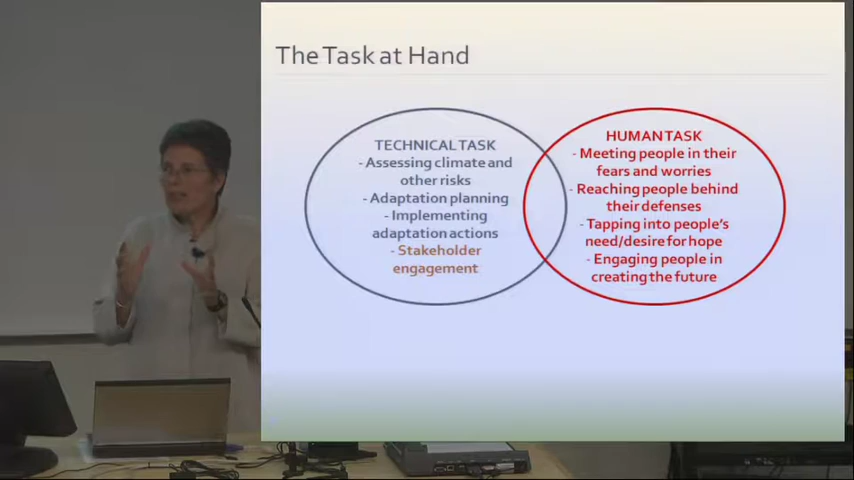 The Task at Hand
TECHNICAL TASK
- Assessing climate and
other risks
- Adaptation planning
- Implementing
adaptation actions
- Stakeholder
engagement
HUMAN TASK
- Meeting people in their
fears and worries
- Reaching people behind
their defenses
- Tapping into people's
need/desire for hope
- Engaging people in
creating the future